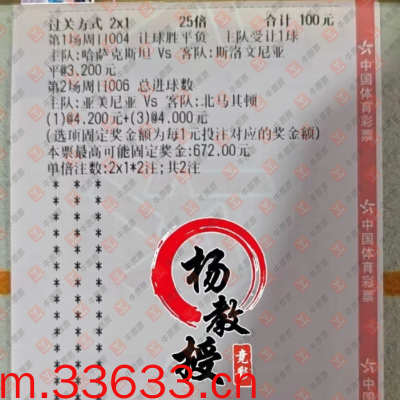 过关方式 2x1 25倍 合计 100元
第1场周日004 让球胜平负 主队受让1球
主队:哈萨克斯坦 Vs 客队:斯洛文尼亚
平@3.200元
第2场周日006 总进球数
主队:亚美尼亚 Vs 客队:北马其顿
(1)@4.200元+(3)@4.000元
(选项固定奖金额为每1元投注对应的奖金额)
本票最高可能固定奖金:672.00元
单倍注数:2x1*2注;共2注
中国体育彩票
中国体育彩票
中国体育彩票
杨教授
竞彩
m.33633.cn